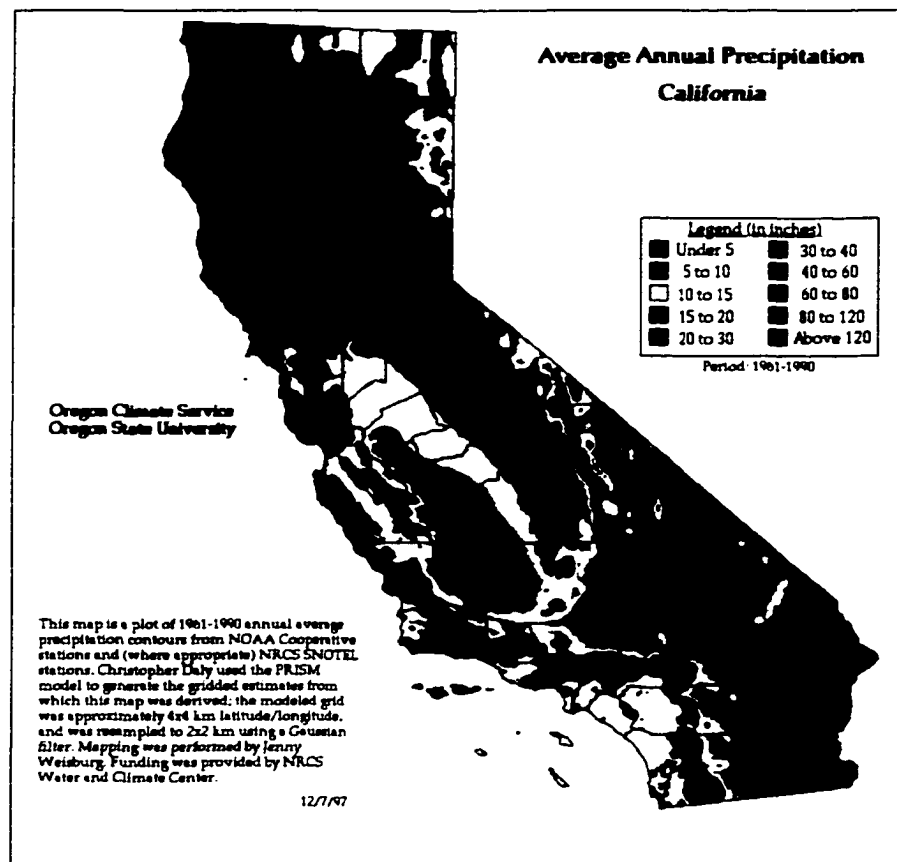 Average Annual Precipitation
California
Legend (in inches)
Under 5
5 to 10
10 to 15
15 to 20
20 to 30
30 to 40
40 to 60
60 to 80
80 to 120
Above 120
Period: 1961-1990
Oregon Climate Service
Oregon State University
This map is a plot of 1961-1990 annual average
precipitation contours from NOAA Cooperative
stations and (where appropriate) NRCS SNOTEL
stations. Christopher Daly used the PRISM
model to generate the gridded estimates from
which this map was derived; the modeled grid
was approximately 4x4 km latitude/longitude,
and was resampled to 2x2 km using a Gaussian
filter. Mapping was performed by Jenny
Weisburg. Funding was provided by NRCS
Water and Climate Center.
12/7/97